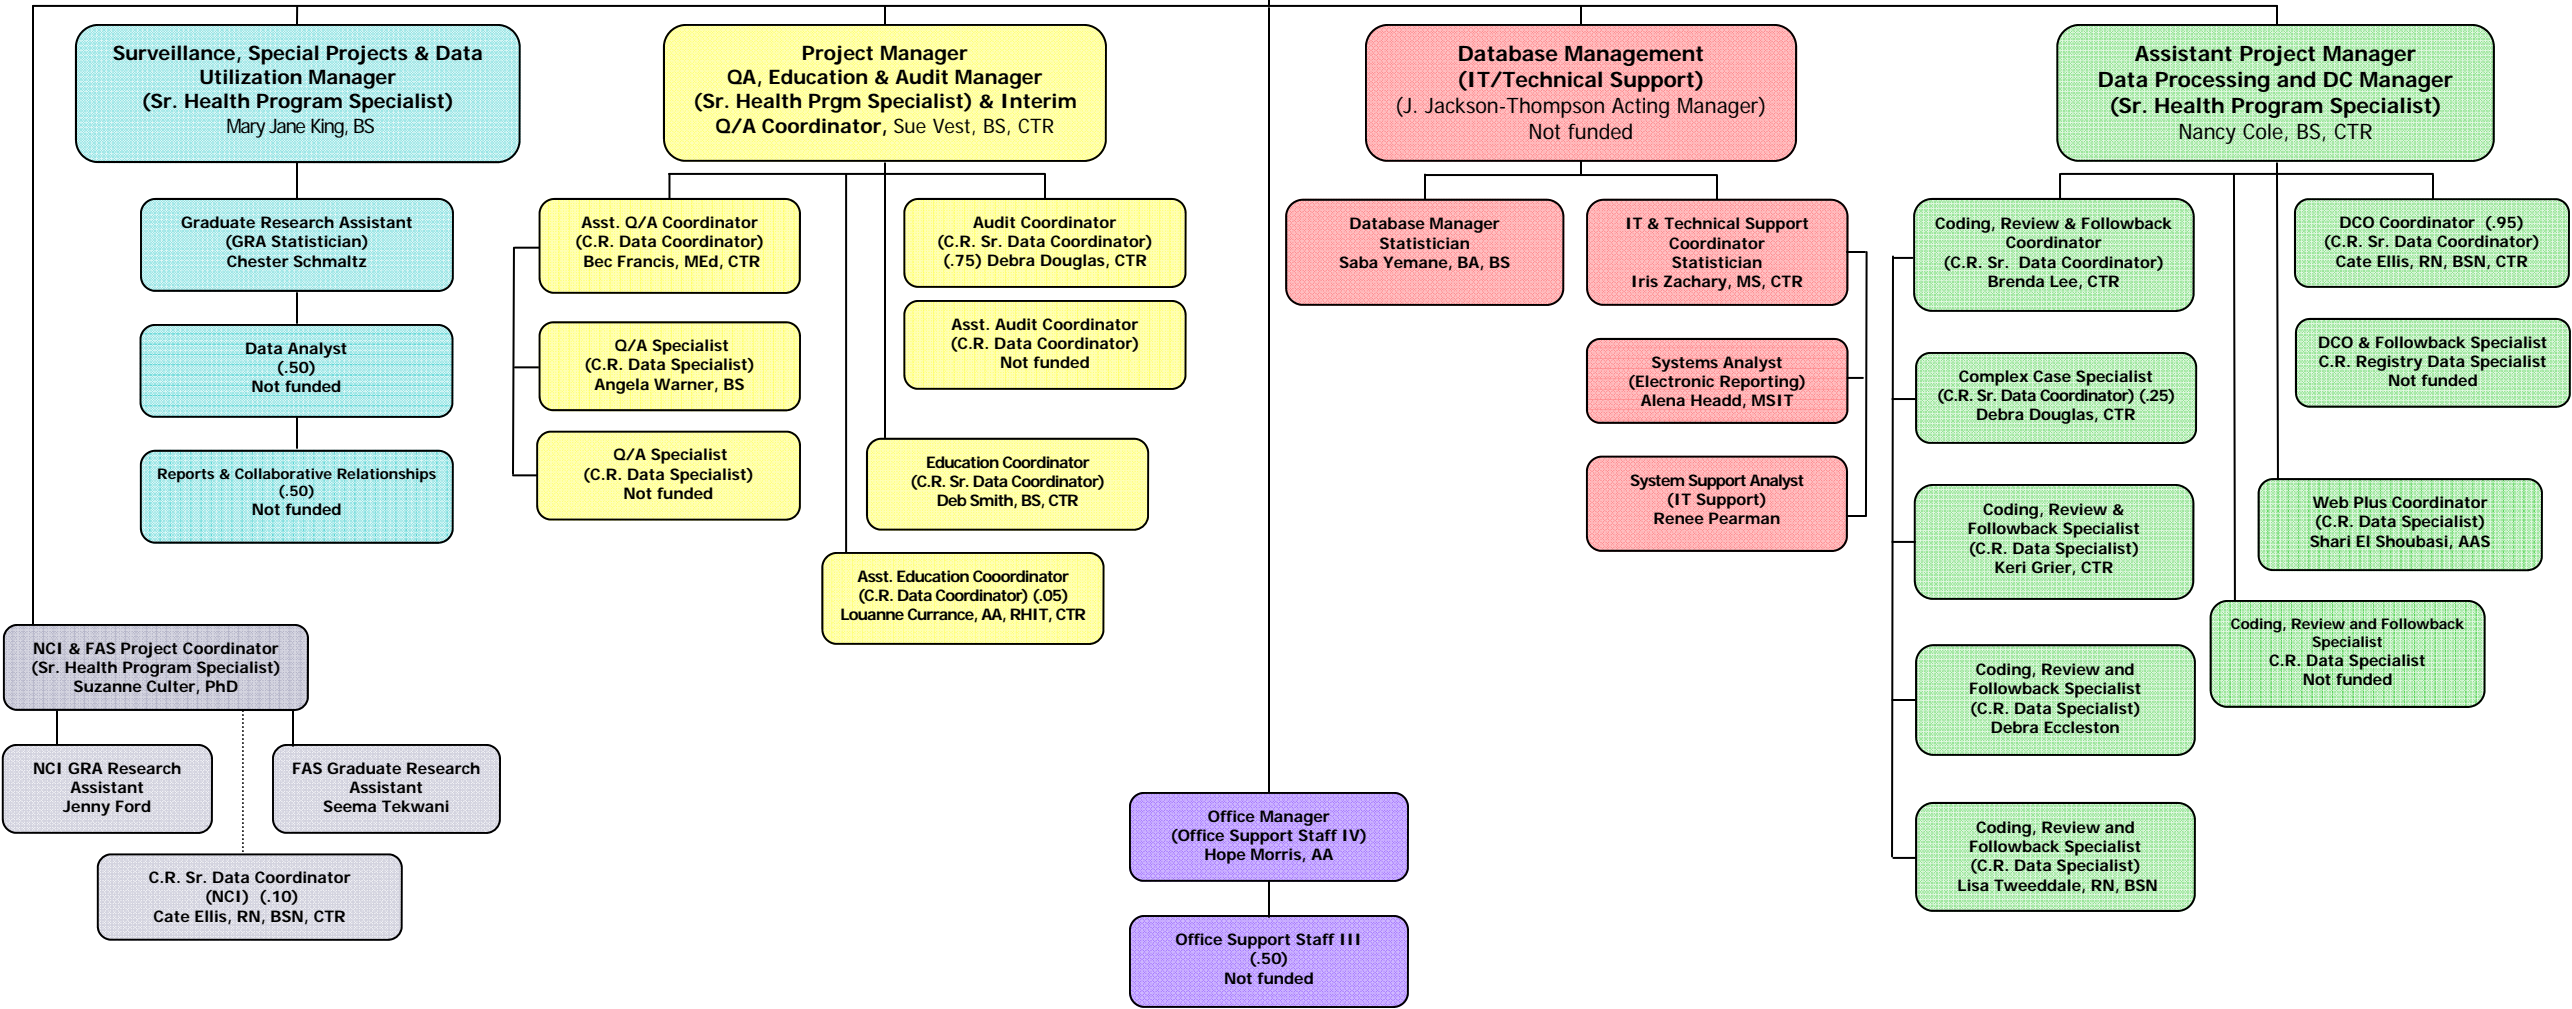 Surveillance, Special Projects & Data
Utilization Manager
(Sr. Health Program Specialist)
Mary Jane King, BS
Project Manager
QA, Education & Audit Manager
(Sr. Health Prgm Specialist) & Interim
Q/A Coordinator, Sue Vest, BS, CTR
Database Management
(IT/Technical Support)
(J. Jackson-Thompson Acting Manager)
Not funded
Assistant Project Manager
Data Processing and DC Manager
(Sr. Health Program Specialist)
Nancy Cole, BS, CTR
Graduate Research Assistant
(GRA Statistician)
Chester Schmaltz
Data Analyst
(.50)
Not funded
Reports & Collaborative Relationships
(.50)
Not funded
Asst. Q/A Coordinator
(C.R. Data Coordinator)
Bec Francis, MEd, CTR
Q/A Specialist
(C.R. Data Specialist)
Angela Warner, BS
Q/A Specialist
(C.R. Data Specialist)
Not funded
Audit Coordinator
(C.R. Sr. Data Coordinator)
(.75) Debra Douglas, CTR
Asst. Audit Coordinator
(C.R. Data Coordinator)
Not funded
Education Coordinator
(C.R. Sr. Data Coordinator)
Deb Smith, BS, CTR
Asst. Education Cooordinator
(C.R. Data Coordinator) (.05)
Louanne Currance, AA, RHIT, CTR
Database Manager
Statistician
Saba Yemane, BA, BS
IT & Technical Support
Coordinator
Statistician
Iris Zachary, MS, CTR
Systems Analyst
(Electronic Reporting)
Alena Headd, MSIT
System Support Analyst
(IT Support)
Renee Pearman
Coding, Review & Followback
Coordinator
(C.R. Sr. Data Coordinator)
Brenda Lee, CTR
Complex Case Specialist
(C.R. Sr. Data Coordinator) (.25)
Debra Douglas, CTR
Coding, Review &
Followback Specialist
(C.R. Data Specialist)
Keri Grier, CTR
Coding, Review and
Followback Specialist
(C.R. Data Specialist)
Debra Eccleston
Coding, Review and
Followback Specialist
(C.R. Data Specialist)
Lisa Tweeddale, RN, BSN
DCO Coordinator (.95)
(C.R. Sr. Data Coordinator)
Cate Ellis, RN, BSN, CTR
DCO & Followback Specialist
C.R. Registry Data Specialist
Not funded
Web Plus Coordinator
(C.R. Data Specialist)
Shari El Shoubasi, AAS
Coding, Review and Followback
Specialist
C.R. Data Specialist
Not funded
NCI & FAS Project Coordinator
(Sr. Health Program Specialist)
Suzanne Culter, PhD
NCI GRA Research
Assistant
Jenny Ford
FAS Graduate Research
Assistant
Seema Tekwani
C.R. Sr. Data Coordinator
(NCI) (.10)
Cate Ellis, RN, BSN, CTR
Office Manager
(Office Support Staff IV)
Hope Morris, AA
Office Support Staff III
(.50)
Not funded